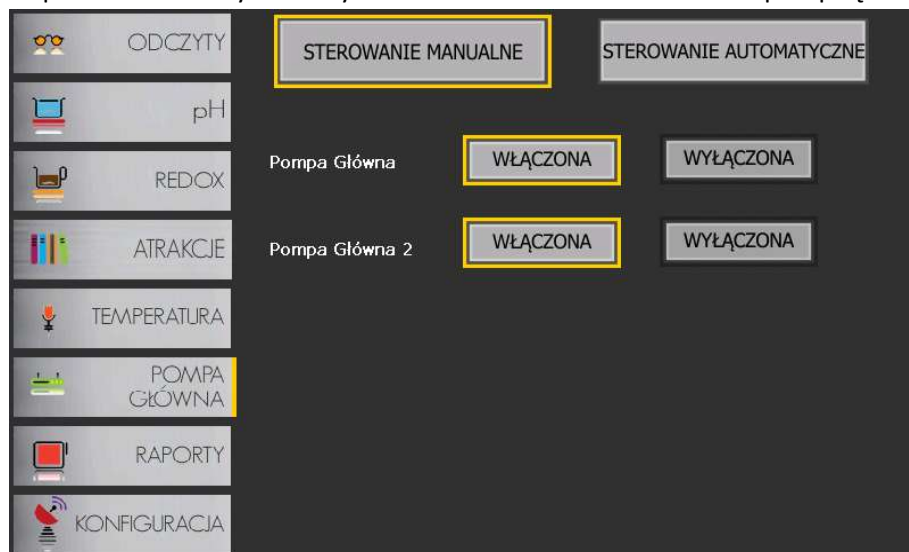 ODCZYTY
pH
REDOX
ATRAKCJE
TEMPERATURA
POMPA
GŁÓWNA
RAPORTY
KONFIGURACJA
STEROWANIE MANUALNE
STEROWANIE AUTOMATYCZNE
Pompa Główna
WŁĄCZONA
WYŁĄCZONA
Pompa Główna 2
WŁĄCZONA
WYŁĄCZONA